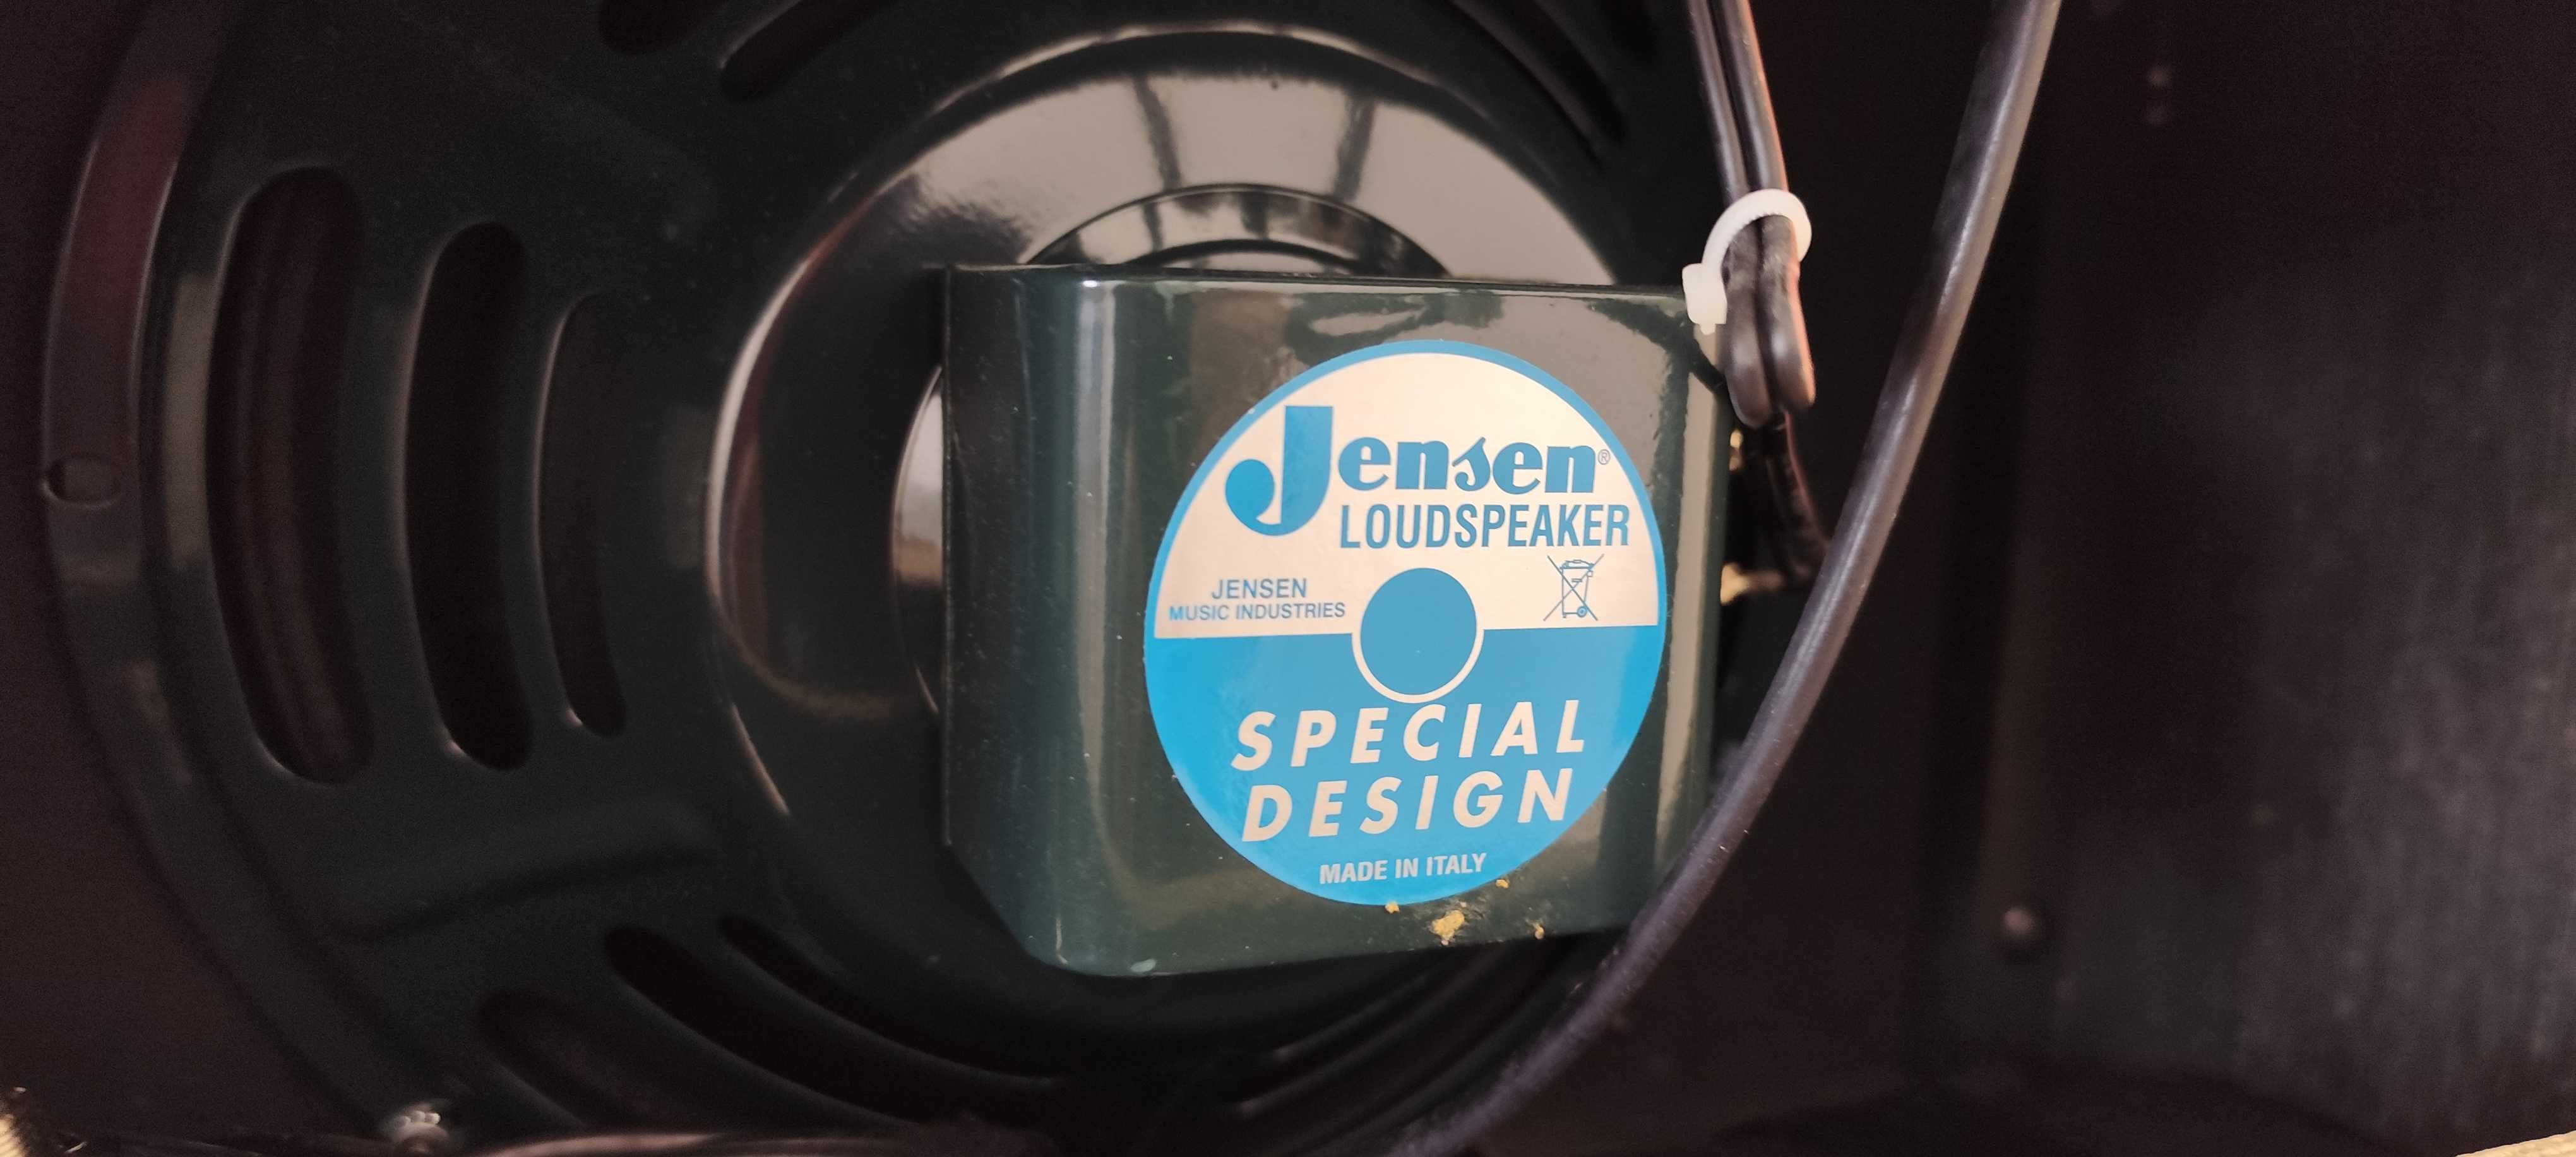 Jensen®
LOUDSPEAKER
JENSEN
MUSIC INDUSTRIES
SPECIAL
DESIGN
MADE IN ITALY